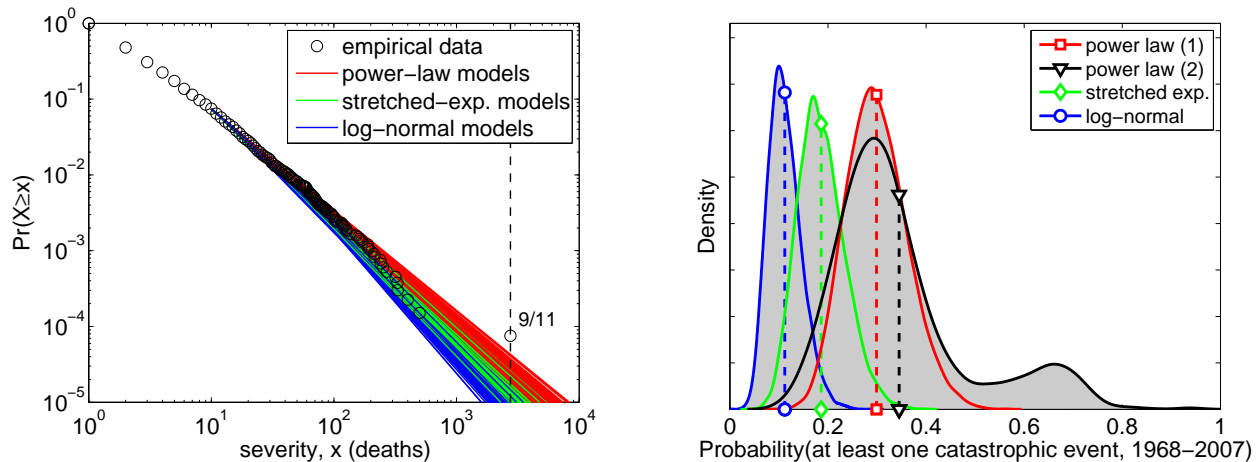 10^0
10^−1
10^−2
10^−3
10^−4
10^−5
Pr(X≥x)
empirical data
power−law models
stretched−exp. models
log−normal models
9/11
10^0 10^1 10^2 10^3 10^4
severity, x (deaths)
Density
power law (1)
power law (2)
stretched exp.
log−normal
0 0.2 0.4 0.6 0.8 1
Probability(at least one catastrophic event, 1968−2007)